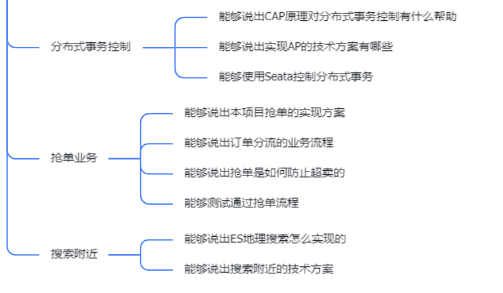 分布式事务控制
能够说出CAP原理对分布式事务控制有什么帮助
能够说出实现AP的技术方案有哪些
能够使用Seata控制分布式事务
抢单业务
能够说出本项目抢单的实现方案
能够说出订单分流的业务流程
能够说出抢单是如何防止超卖的
能够测试通过抢单流程
搜索附近
能够说出ES地理搜索怎么实现的
能够说出搜索附近的技术方案